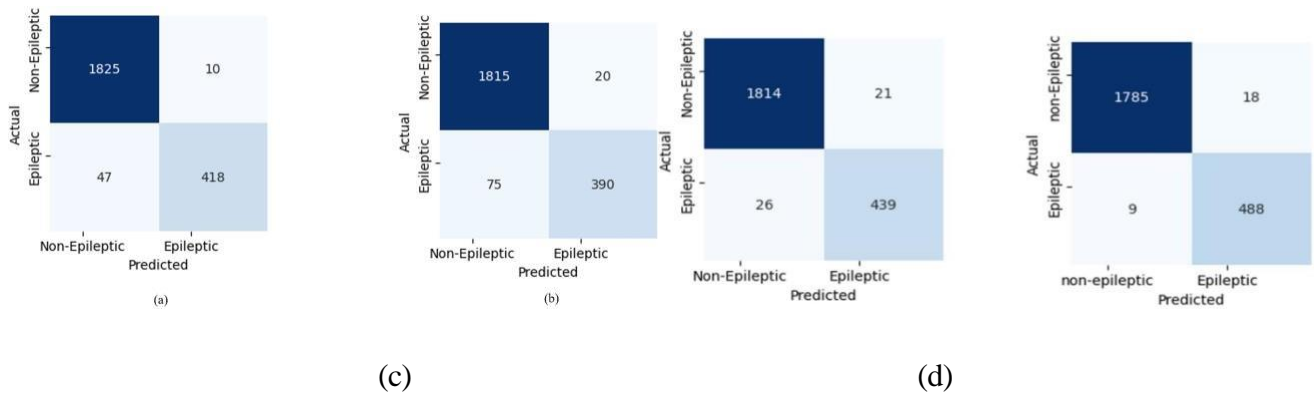 Actual
Non-Epileptic
1825
10
Epileptic
47
418
Non-Epileptic
Epileptic
Predicted
(a)
Actual
Non-Epileptic
1815
20
Epileptic
75
390
Non-Epileptic
Epileptic
Predicted
(b)
Actual
Non-Epileptic
1814
21
Epileptic
26
439
Non-Epileptic
Epileptic
Predicted
Actual
non-Epileptic
1785
18
Epileptic
9
488
non-epileptic
Epileptic
Predicted
(c)
(d)